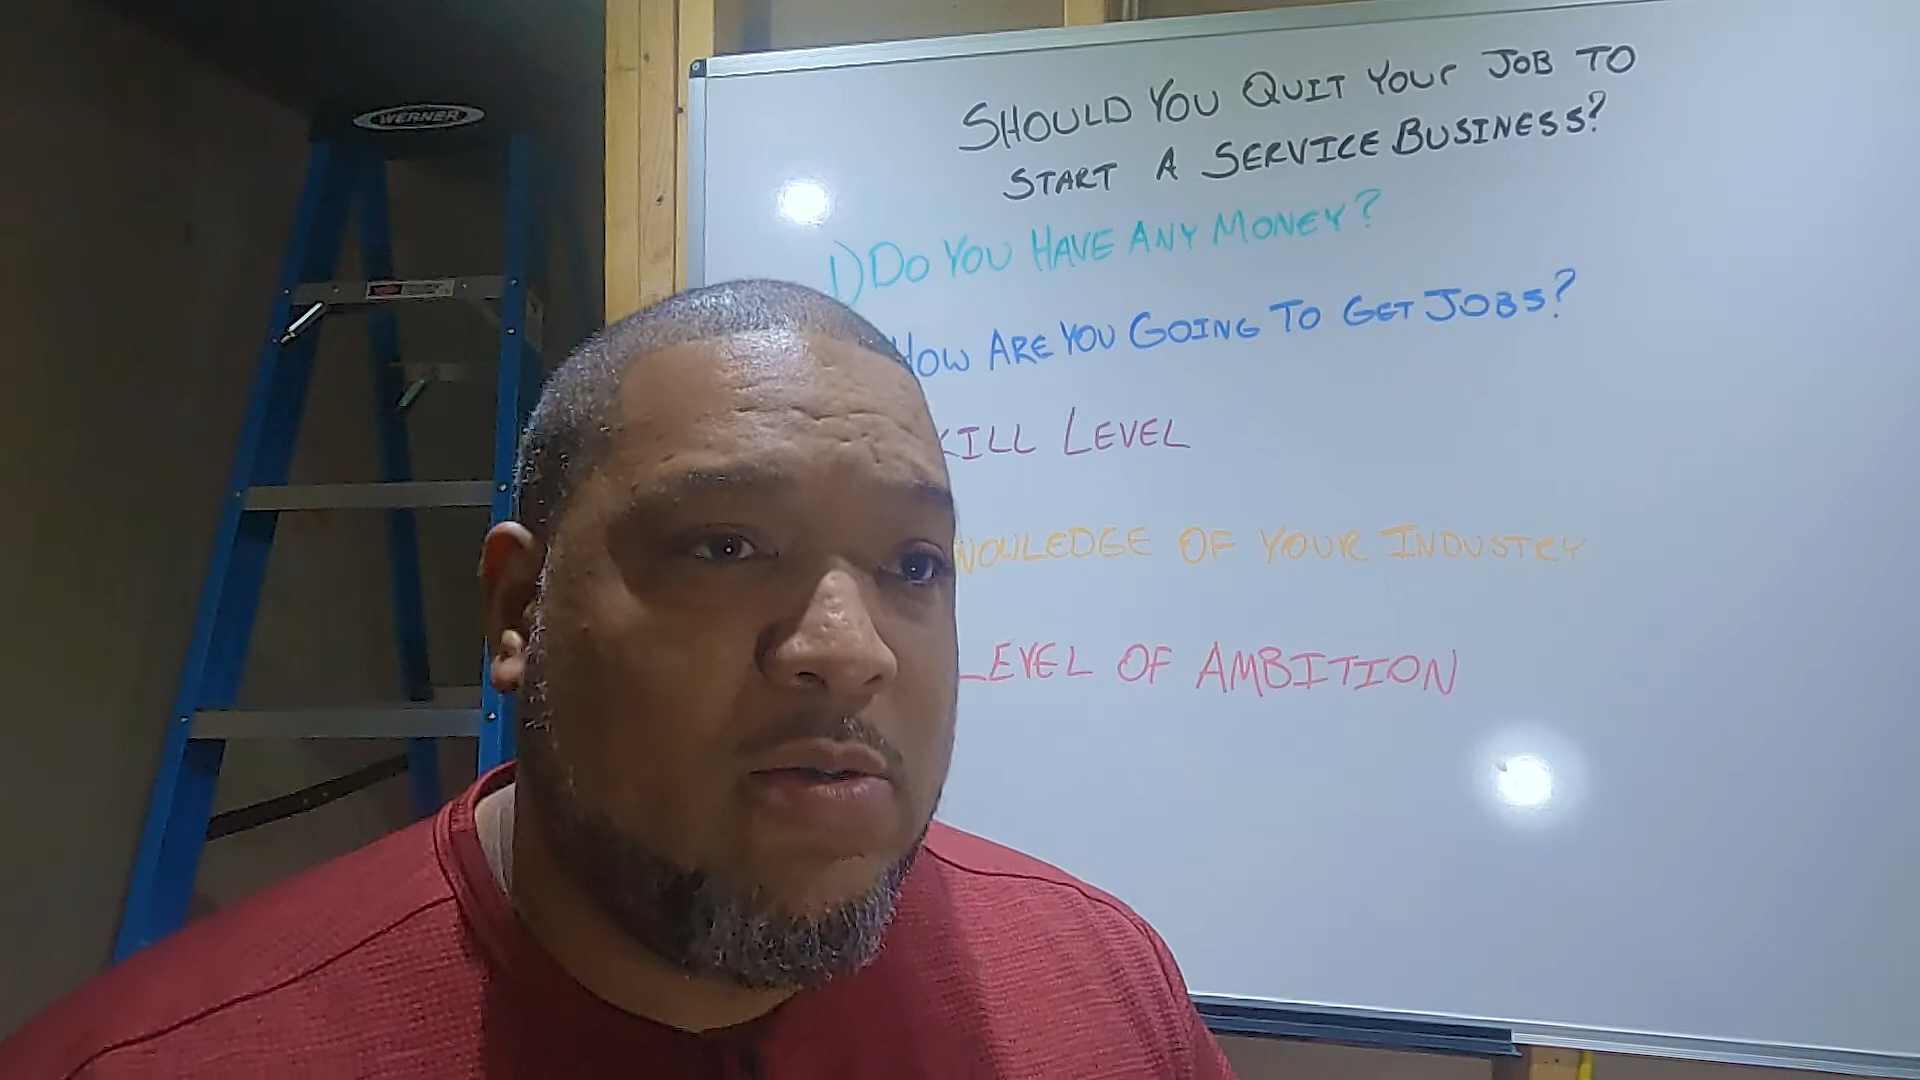 WERNER
SHOULD YOU QUIT YOUr JOB TO
START A SERVICE BUSINESS?
1) DO YOU HAVE ANY MONEY?
HOW ARE YOU GOING TO GET JOBS?
KILL LEVEL
NOWLEDGE OF YOUR INDUSTRY
LEVEL OF AMBITION